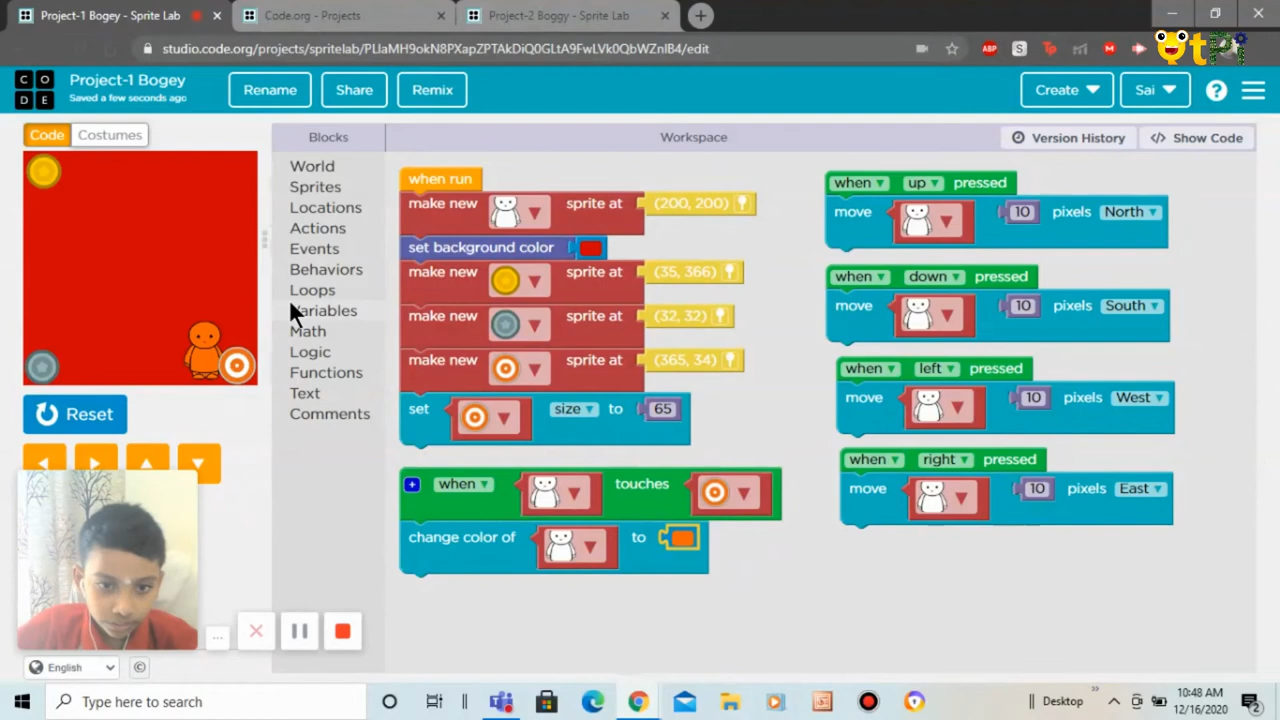 Project-1 Boggy - Sprite Lab
Code.org - Projects
Project-2 Boggy - Sprite Lab
studio.code.org/projects/spritelab/PLlaMH9okN8PXapZPTAkDiQ0GLtA9FwLVk0QbWZnlB4/edit
ABP
S
QtPi
CODE
Project-1 Bogey
Saved a few seconds ago
Rename
Share
Remix
Create
Sai
?
Code
Costumes
Blocks
Workspace
Version History
</> Show Code
World
Sprites
Locations
Actions
Events
Behaviors
Loops
Variables
Math
Logic
Functions
Text
Comments
Reset
when run
make new sprite at (200, 200)
set background color
make new sprite at (35, 366)
make new sprite at (32, 32)
make new sprite at (365, 34)
set size to 65
+ when touches
change color of to
when up pressed
move 10 pixels North
when down pressed
move 10 pixels South
when left pressed
move 10 pixels West
when right pressed
move 10 pixels East
...
English
©
Type here to search
Desktop
10:48 AM
12/16/2020
2